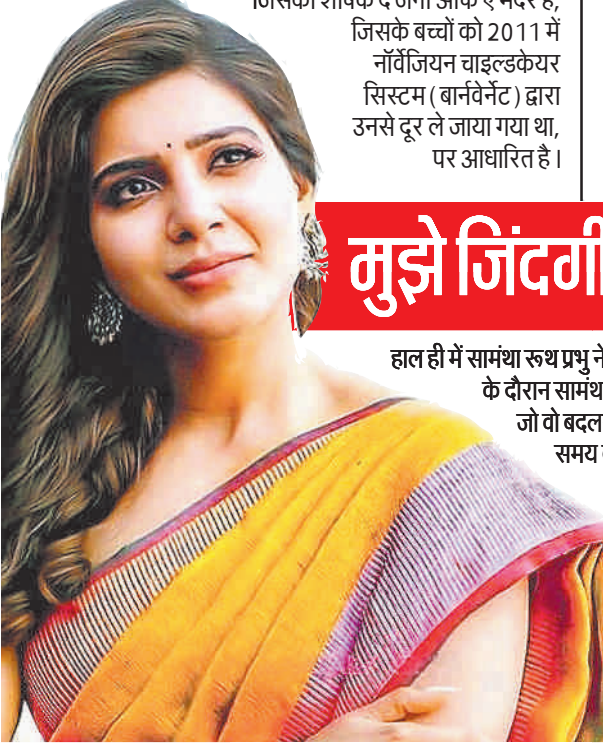 जिसके बच्चों को 2011 में
नॉर्वेजियन चाइल्डकेयर
सिस्टम ( बार्नवेर्नेट ) द्वारा
उनसे दूर ले जाया गया था,
पर आधारित है।
मुझे जिंदगी
हाल ही में सामंथा रूथ प्रभु ने
के दौरान सामंथ
जो वो बदल
समय